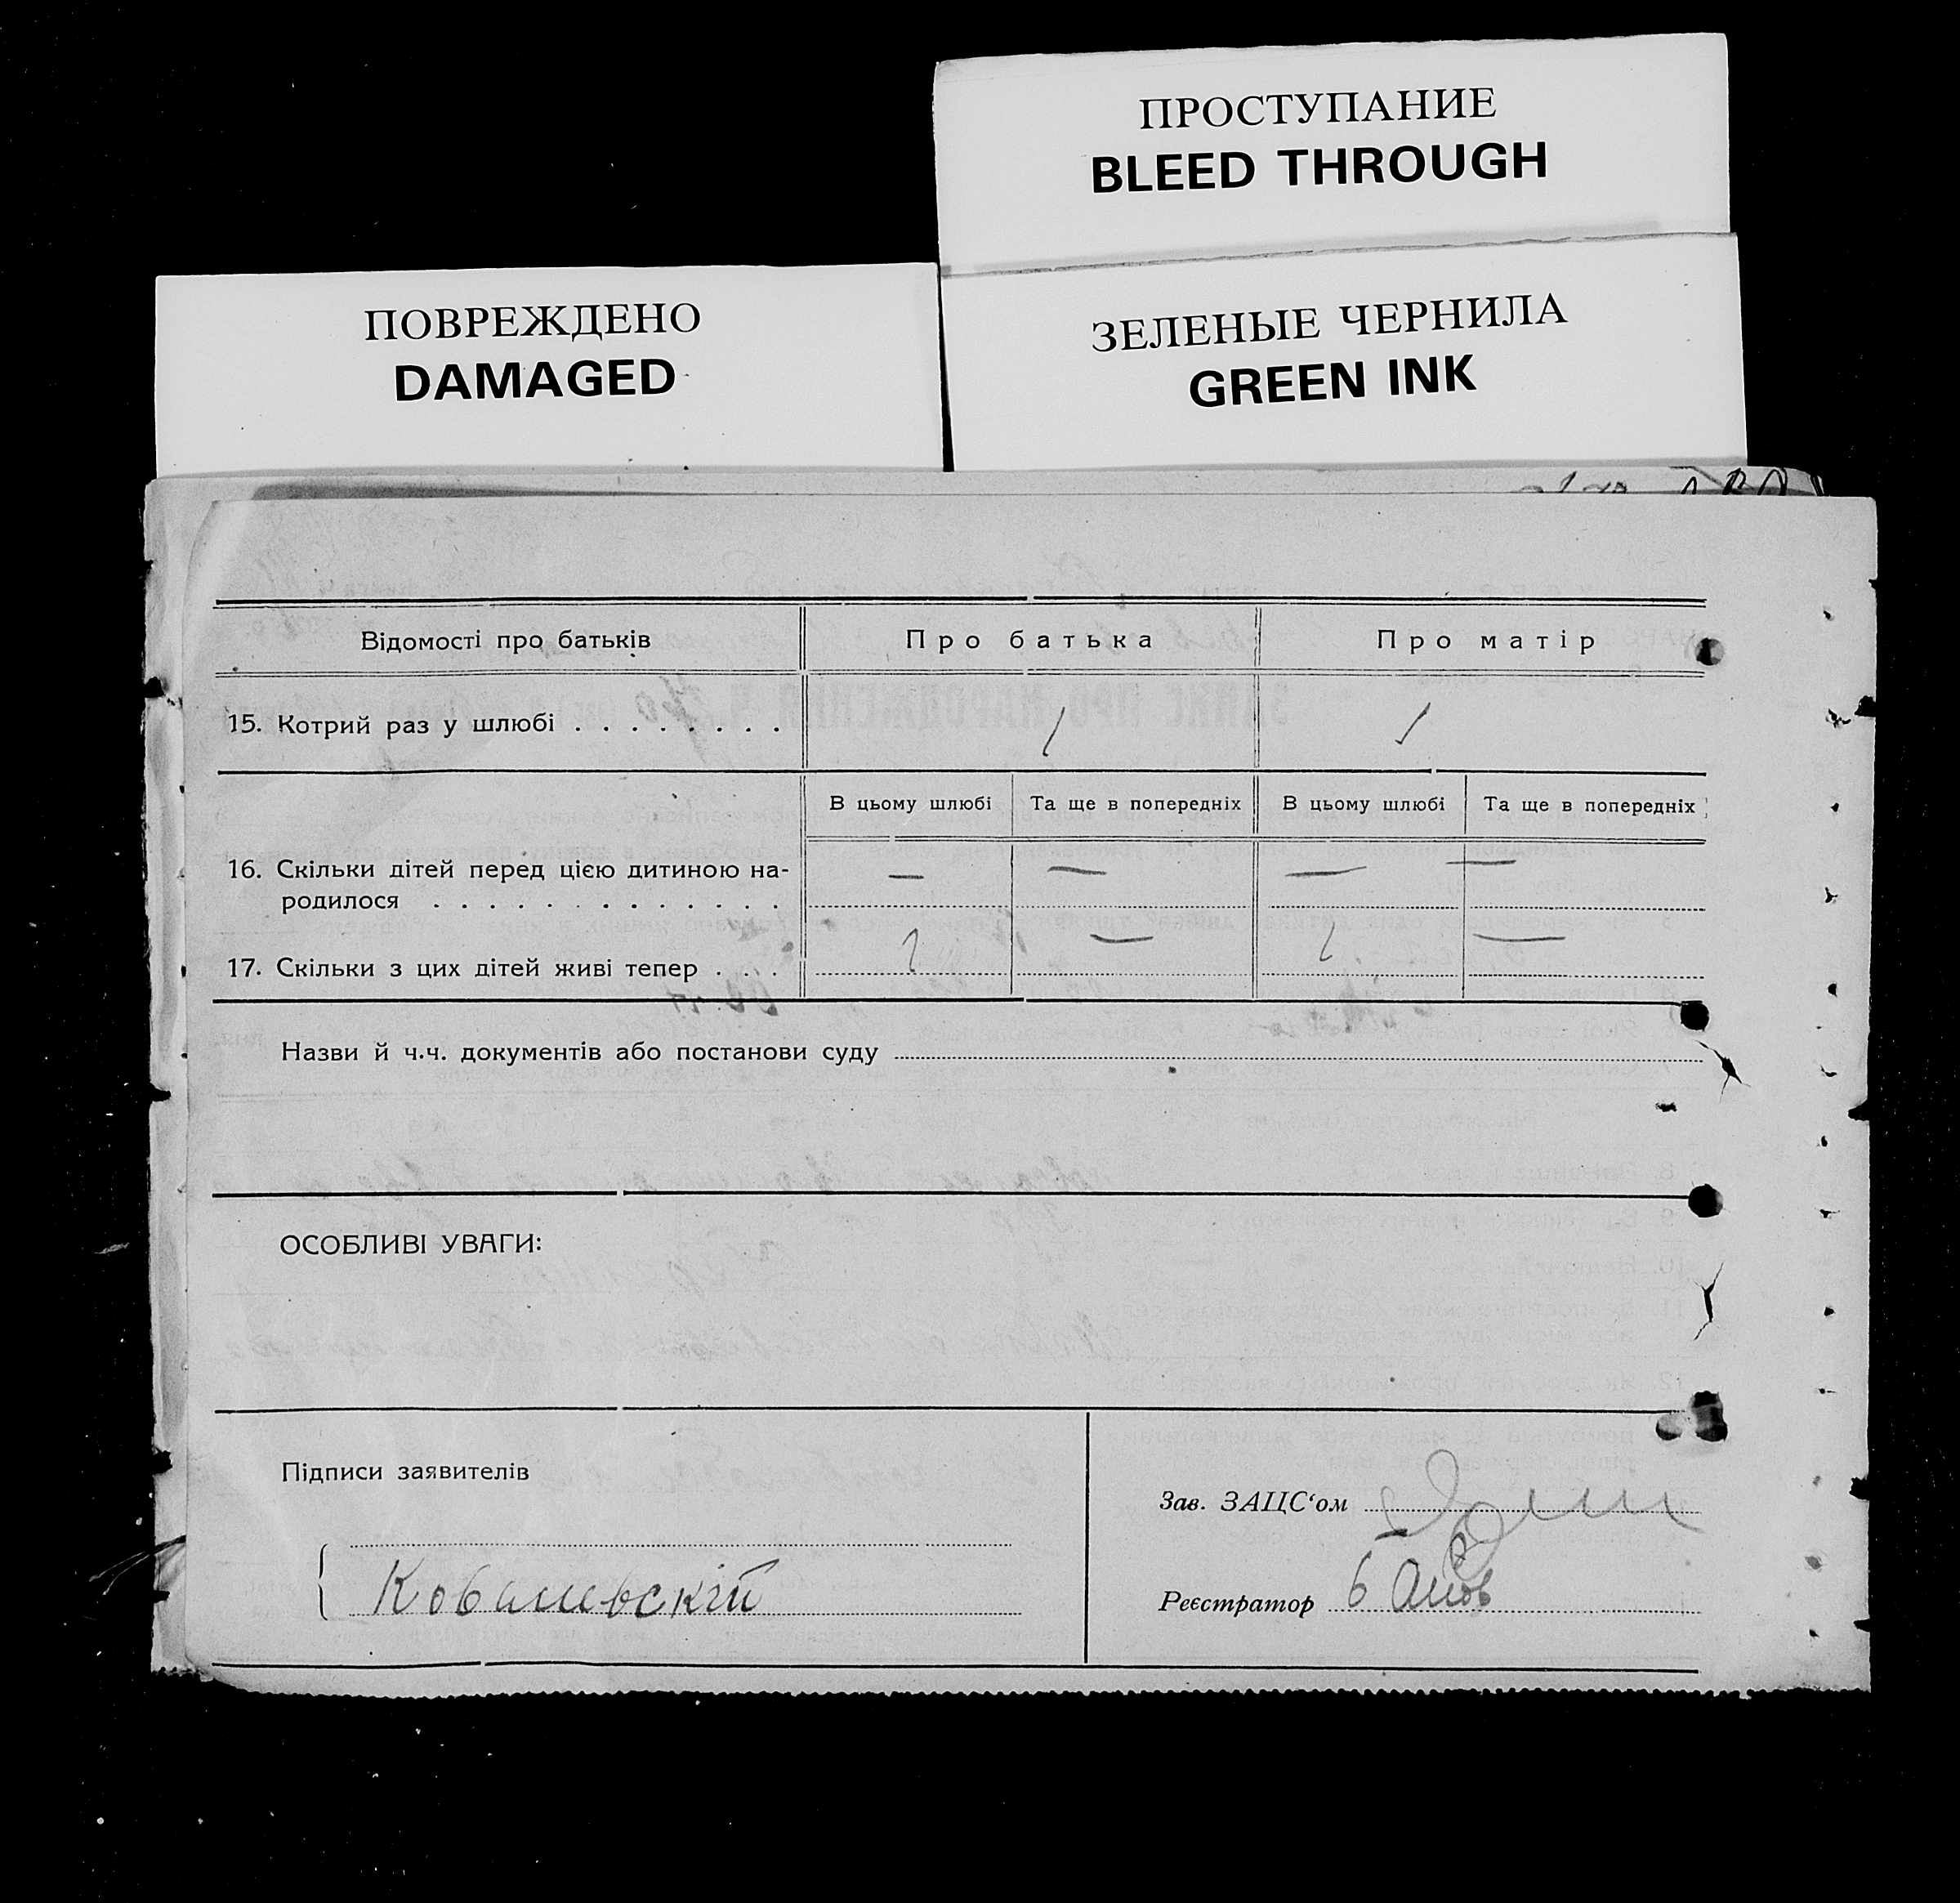 ПРОСТУПАНИЕ
BLEED THROUGH
ПОВРЕЖДЕНО
DAMAGED
ЗЕЛЕНЫЕ ЧЕРНИЛА
GREEN INK
Відомості про батьків Про батька Про матір
15. Котрий раз у шлюбі . . . . . . . . 1 1
В цьому шлюбі Та ще в попередніх В цьому шлюбі Та ще в попередніх
16. Скільки дітей перед цією дитиною на-
родилося . . . . . . . . . . . . . — — — —
17. Скільки з цих дітей живі тепер . . . — —
Назви й ч.ч. документів або постанови суду
ОСОБЛИВІ УВАГИ:
Підписи заявителів
Зав. ЗАЦС‘ом
Ковалевскій
Реєстратор